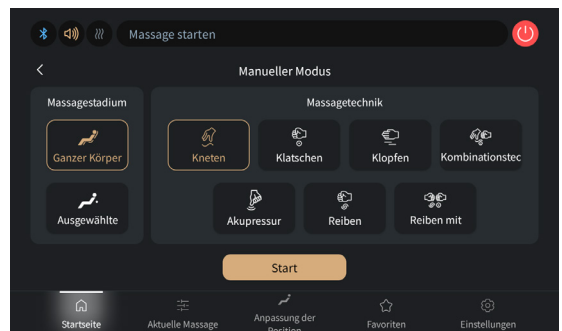 Massage starten
Manueller Modus
Massagestadium
Massagetechnik
Ganzer Körper
Kneten
Klatschen
Klopfen
Kombinationstec
Ausgewählte
Akupressur
Reiben
Reiben mit
Start
Startseite
Aktuelle Massage
Anpassung der
Position
Favoriten
Einstellungen